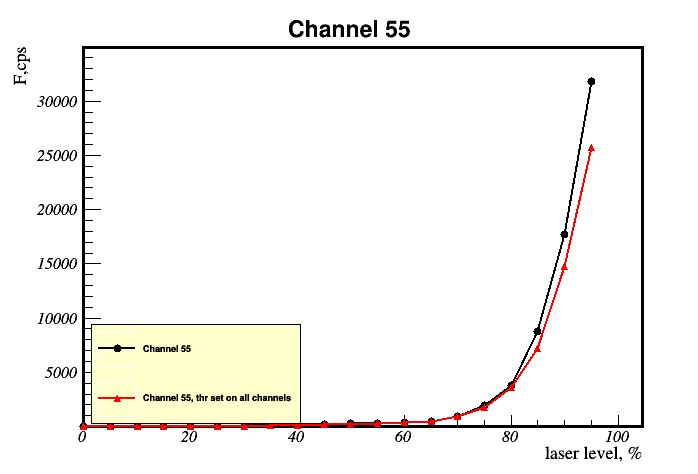 Channel 55
F,cps
30000
25000
20000
15000
10000
5000
Channel 55
Channel 55, thr set on all channels
0 20 40 60 80 100
laser level, %